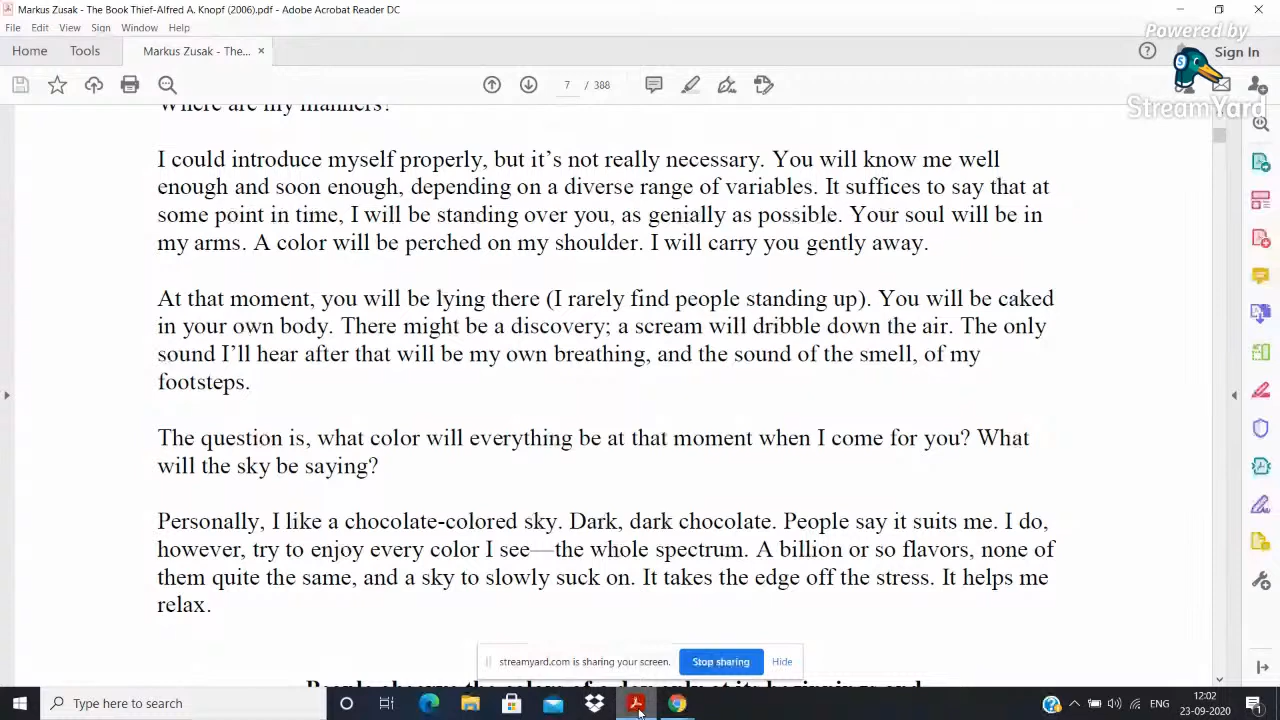 Markus Zusak - The Book Thief-Alfred A. Knopf (2006).pdf - Adobe Acrobat Reader DC
File Edit View Sign Window Help
Powered by
Home Tools Markus Zusak - The... × Sign In
7 / 388
StreamYard
Where are my manners?
I could introduce myself properly, but it’s not really necessary. You will know me well
enough and soon enough, depending on a diverse range of variables. It suffices to say that at
some point in time, I will be standing over you, as genially as possible. Your soul will be in
my arms. A color will be perched on my shoulder. I will carry you gently away.
At that moment, you will be lying there (I rarely find people standing up). You will be caked
in your own body. There might be a discovery; a scream will dribble down the air. The only
sound I’ll hear after that will be my own breathing, and the sound of the smell, of my
footsteps.
The question is, what color will everything be at that moment when I come for you? What
will the sky be saying?
Personally, I like a chocolate-colored sky. Dark, dark chocolate. People say it suits me. I do,
however, try to enjoy every color I see—the whole spectrum. A billion or so flavors, none of
them quite the same, and a sky to slowly suck on. It takes the edge off the stress. It helps me
relax.
streamyard.com is sharing your screen. Stop sharing Hide
Type here to search
ENG
12:02
23-09-2020